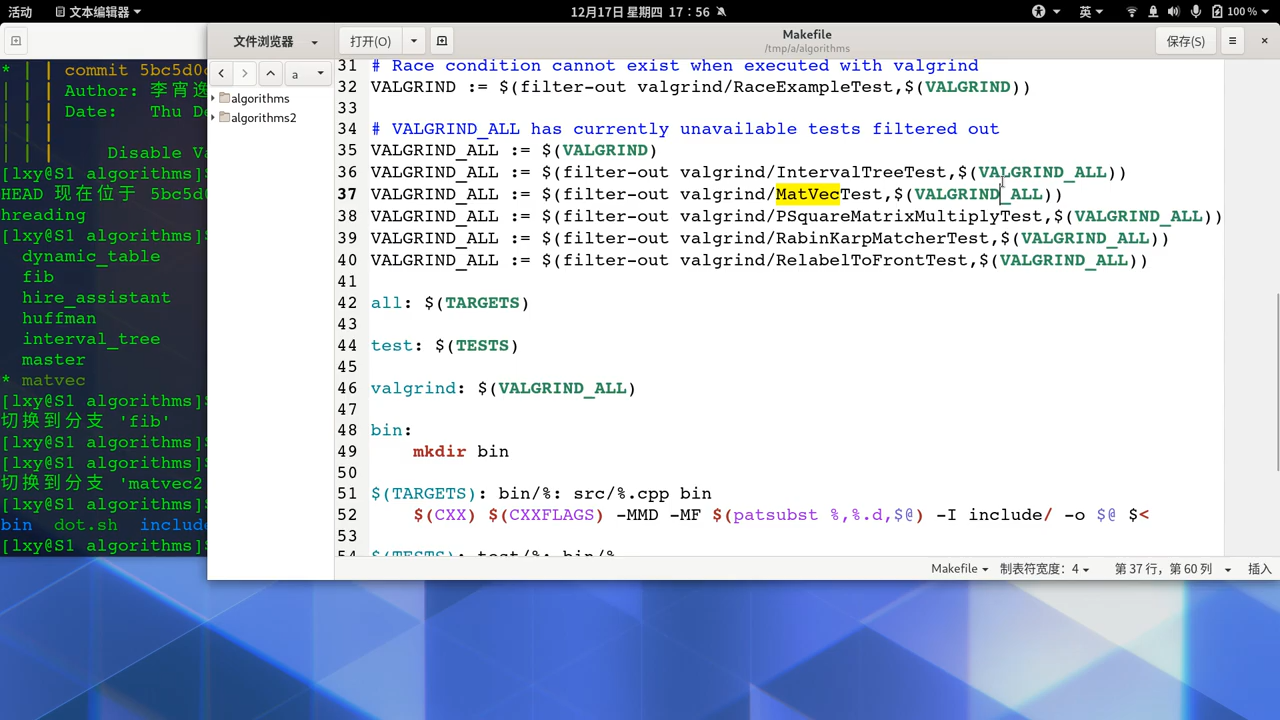 活动 文本编辑器 12月17日 星期四 17∶56 英 100 %
文件浏览器 打开(O) Makefile 保存(S)
/tmp/a/algorithms
a
algorithms
algorithms2
* | | commit 5bc5d0
| | | Author: 李宵逸
| | | Date: Thu De
| | |
| | | Disable Va
[lxy@S1 algorithms]
HEAD 现在位于 5bc5d
hreading
[lxy@S1 algorithms]
dynamic_table
fib
hire_assistant
huffman
interval_tree
master
* matvec
[lxy@S1 algorithms]
切换到分支 'fib'
[lxy@S1 algorithms]
[lxy@S1 algorithms]
切换到分支 'matvec2
[lxy@S1 algorithms]
bin dot.sh include
[lxy@S1 algorithms]
31 # Race condition cannot exist when executed with valgrind
32 VALGRIND := $(filter-out valgrind/RaceExampleTest,$(VALGRIND))
33
34 # VALGRIND_ALL has currently unavailable tests filtered out
35 VALGRIND_ALL := $(VALGRIND)
36 VALGRIND_ALL := $(filter-out valgrind/IntervalTreeTest,$(VALGRIND_ALL))
37 VALGRIND_ALL := $(filter-out valgrind/MatVecTest,$(VALGRIND_ALL))
38 VALGRIND_ALL := $(filter-out valgrind/PSquareMatrixMultiplyTest,$(VALGRIND_ALL))
39 VALGRIND_ALL := $(filter-out valgrind/RabinKarpMatcherTest,$(VALGRIND_ALL))
40 VALGRIND_ALL := $(filter-out valgrind/RelabelToFrontTest,$(VALGRIND_ALL))
41
42 all: $(TARGETS)
43
44 test: $(TESTS)
45
46 valgrind: $(VALGRIND_ALL)
47
48 bin:
49 mkdir bin
50
51 $(TARGETS): bin/%: src/%.cpp bin
52 $(CXX) $(CXXFLAGS) -MMD -MF $(patsubst %,%.d,$@) -I include/ -o $@ $<
53
54 $(TESTS): test/%: bin/%
Makefile 制表符宽度：4 第 37 行，第 60 列 插入